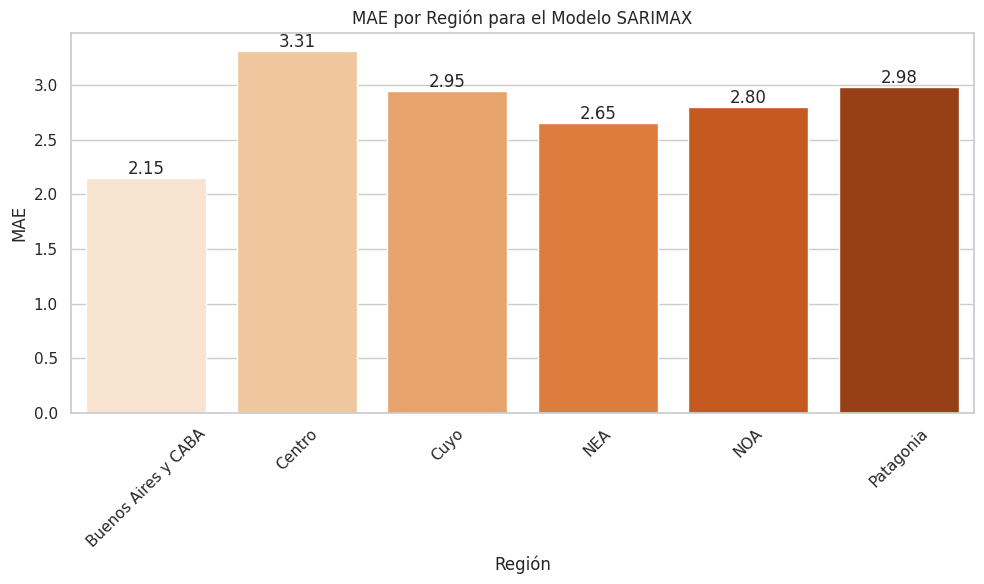 MAE por Región para el Modelo SARIMAX
3.31
2.95
2.98
2.80
2.65
2.15
MAE
3.0
2.5
2.0
1.5
1.0
0.5
0.0
Buenos Aires y CABA
Centro
Cuyo
NEA
NOA
Patagonia
Región